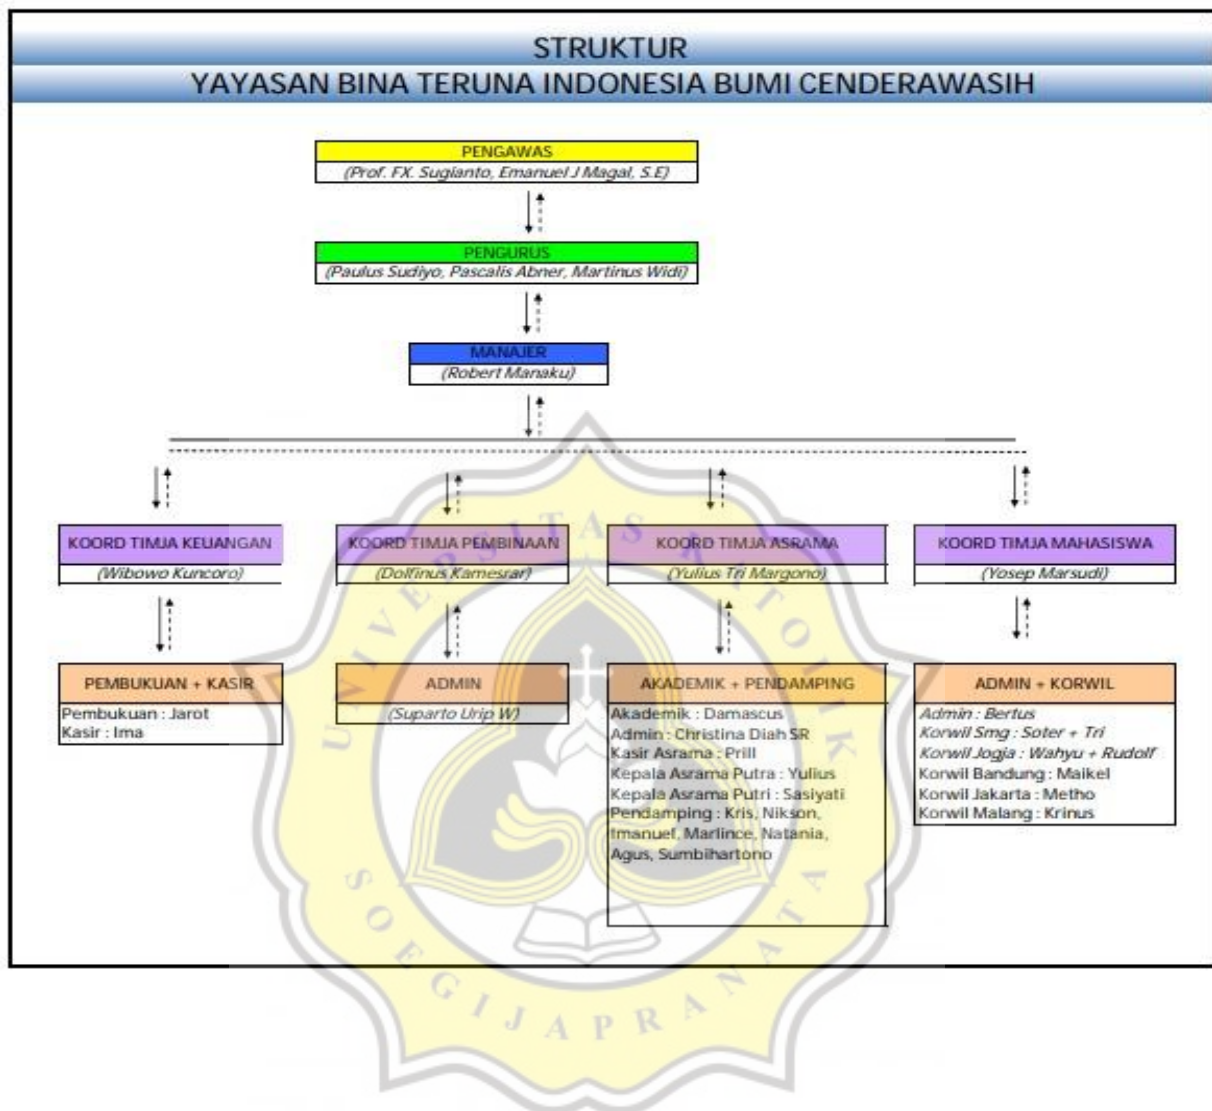 STRUKTUR
YAYASAN BINA TERUNA INDONESIA BUMI CENDERAWASIH
PENGAWAS
(Prof. FX. Sugianto, Emanuel J Magal, S.E)
PENGURUS
(Paulus Sudiyo, Pascalis Abner, Martinus Widi)
MANAJER
(Robert Manaku)
KOORD TIMJA KEUANGAN
(Wibowo Kuncoro)
KOORD TIMJA PEMBINAAN
(Dolfinus Kamesrar)
KOORD TIMJA ASRAMA
(Yulius Tri Margono)
KOORD TIMJA MAHASISWA
(Yosep Marsudi)
PEMBUKUAN + KASIR
Pembukuan : Jarot
Kasir : Ima
ADMIN
(Suparto Urip W)
AKADEMIK + PENDAMPING
Akademik : Damascus
Admin : Christina Diah SR
Kasir Asrama : Prill
Kepala Asrama Putra : Yulius
Kepala Asrama Putri : Sasiyati
Pendamping : Kris, Nikson,
Imanuel, Marlince, Natania,
Agus, Sumbihartono
ADMIN + KORWIL
Admin : Bertus
Korwil Smg : Soter + Tri
Korwil Jogja : Wahyu + Rudolf
Korwil Bandung : Maikel
Korwil Jakarta : Metho
Korwil Malang : Krinus
UNIVERSITAS KATOLIK
SOEGIJAPRANATA